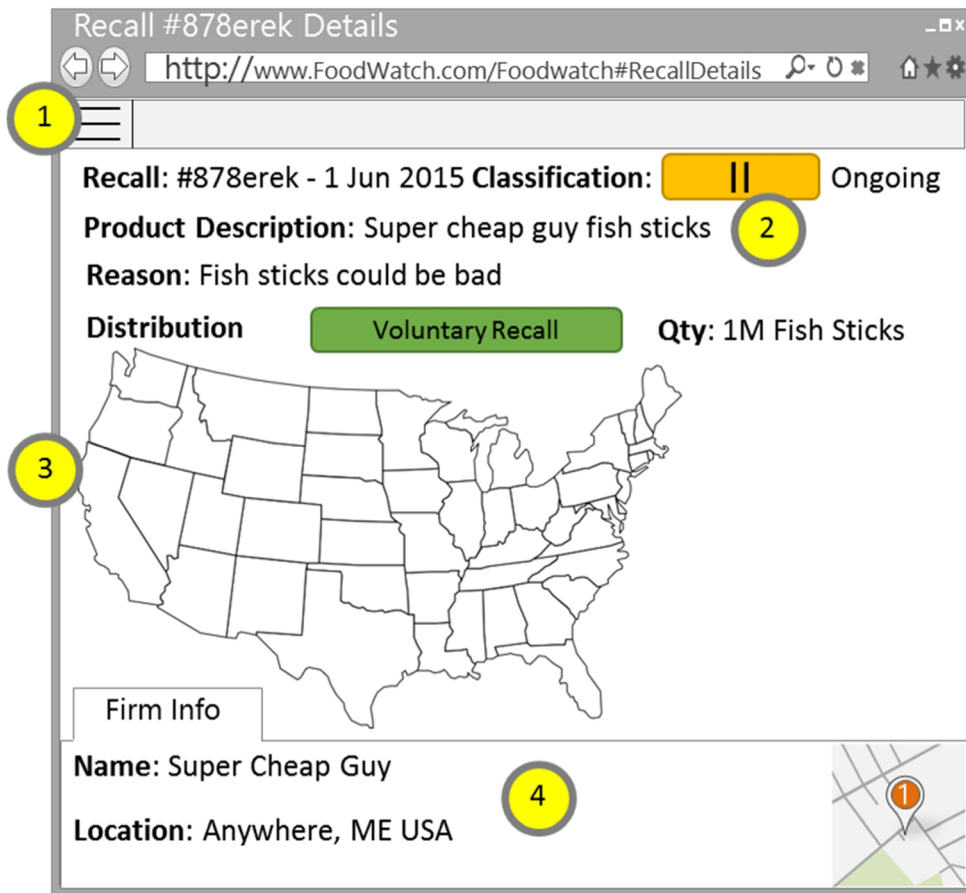 Recall #878erek Details
http://www.FoodWatch.com/Foodwatch#RecallDetails
1
Recall: #878erek - 1 Jun 2015 Classification: II Ongoing
Product Description: Super cheap guy fish sticks
2
Reason: Fish sticks could be bad
Distribution Voluntary Recall Qty: 1M Fish Sticks
3
Firm Info
Name: Super Cheap Guy
4
1
Location: Anywhere, ME USA